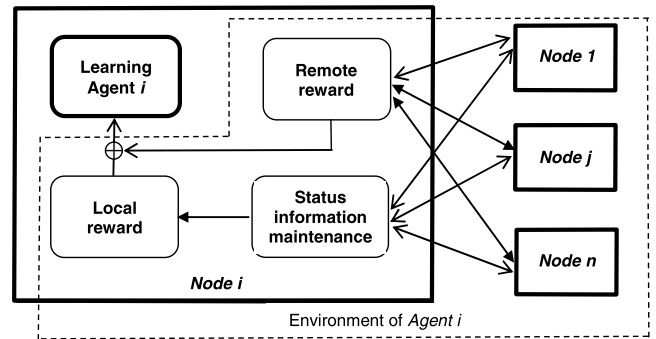 Learning
Agent i
Remote
reward
Node 1
Node j
Local
reward
Status
information
maintenance
Node n
Node i
Environment of Agent i